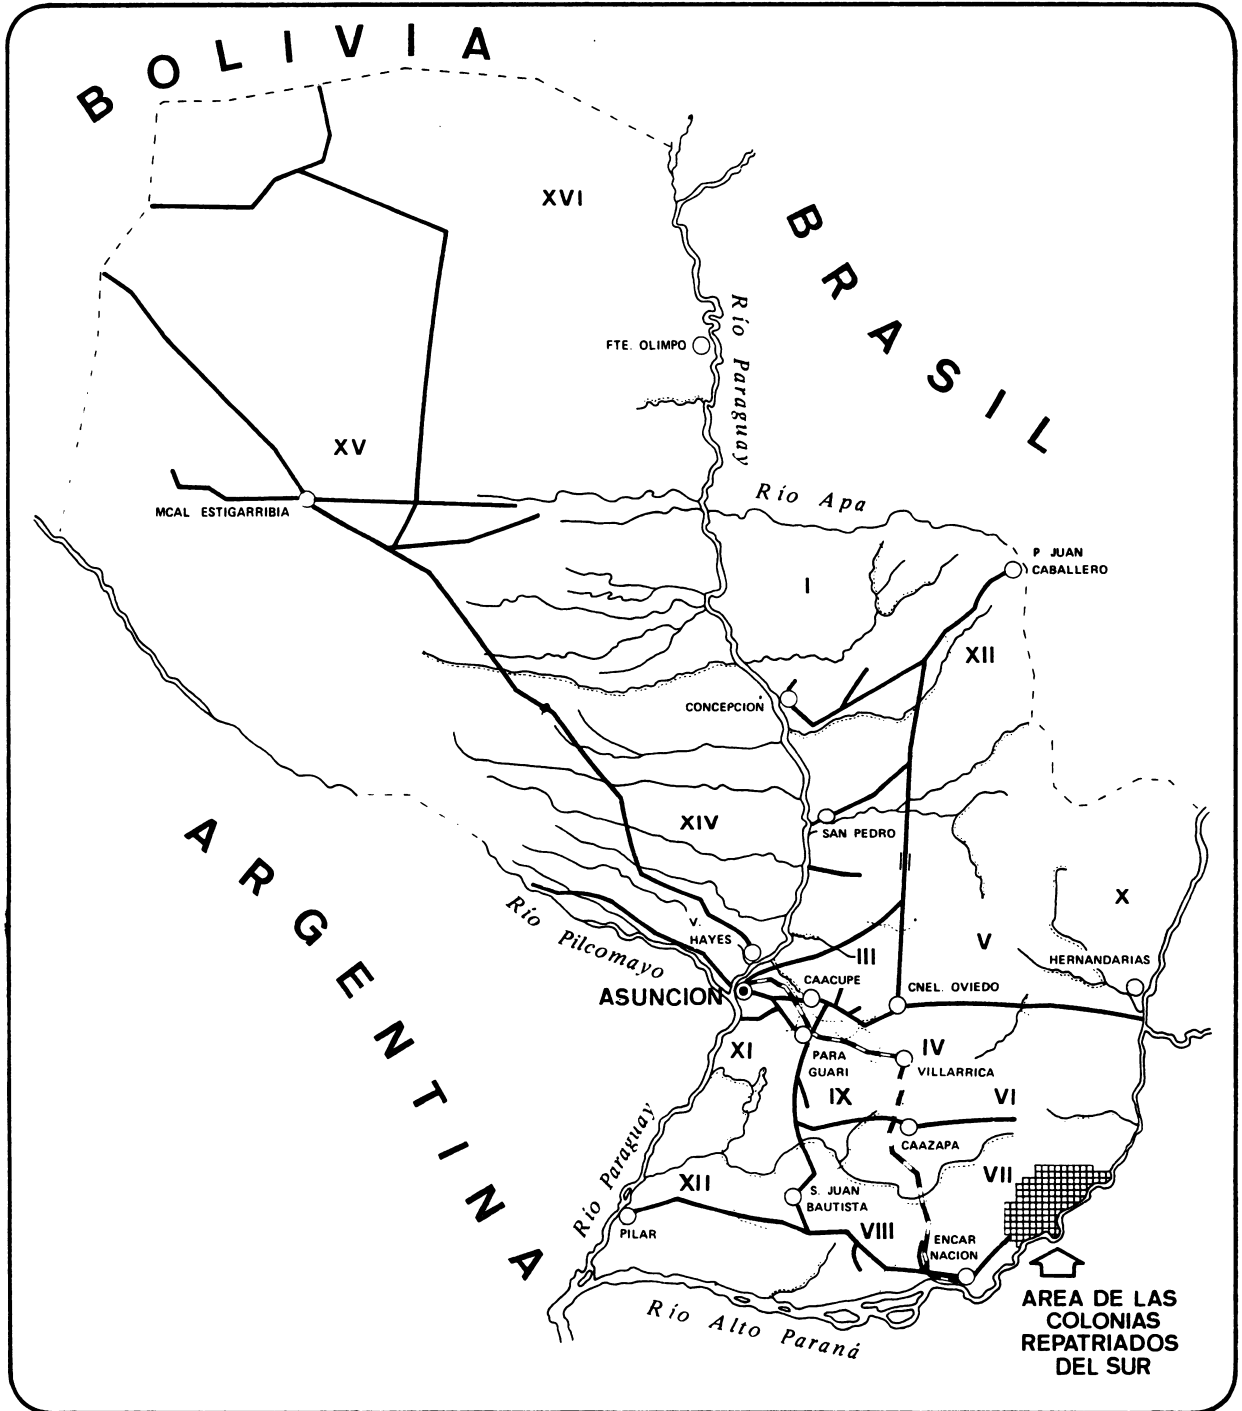 BOLIVIA
XVI
BRASIL
Río Paraguay
FTE. OLIMPO
XV
Río Apa
MCAL ESTIGARRIBIA
P JUAN
CABALLERO
I
XII
CONCEPCION
XIV
SAN PEDRO
ARGENTINA
II
X
V.
HAYES
Río Pilcomayo
V
III
HERNANDARIAS
CAACUPE
CNEL. OVIEDO
ASUNCION
XI
PARA
GUARI
IV
VILLARRICA
IX
VI
CAAZAPA
Río Paraguay
XII
VII
S. JUAN
BAUTISTA
PILAR
VIII
ENCAR
NACION
Río Alto Paraná
AREA DE LAS
COLONIAS
REPATRIADOS
DEL SUR